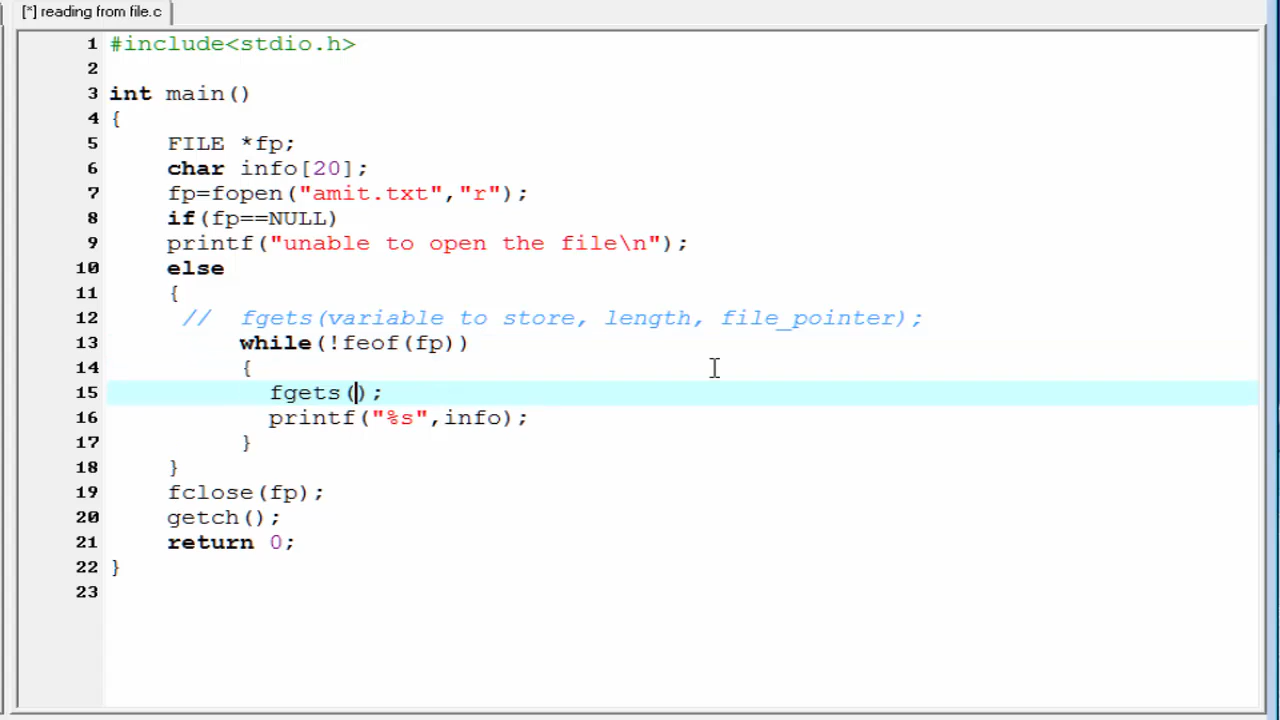 [*] reading from file.c
1 #include<stdio.h>
2
3 int main()
4 {
5 FILE *fp;
6 char info[20];
7 fp=fopen("amit.txt","r");
8 if(fp==NULL)
9 printf("unable to open the file\n");
10 else
11 {
12 // fgets(variable to store, length, file_pointer);
13 while(!feof(fp))
14 {
15 fgets();
16 printf("%s",info);
17 }
18 }
19 fclose(fp);
20 getch();
21 return 0;
22 }
23